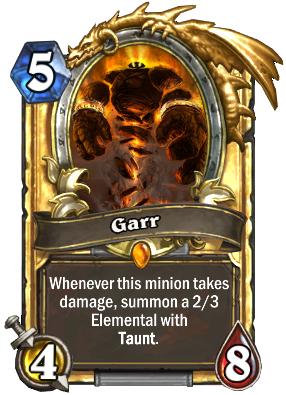 5
Garr
Whenever this minion takes
damage, summon a 2/3
Elemental with
Taunt.
4
8